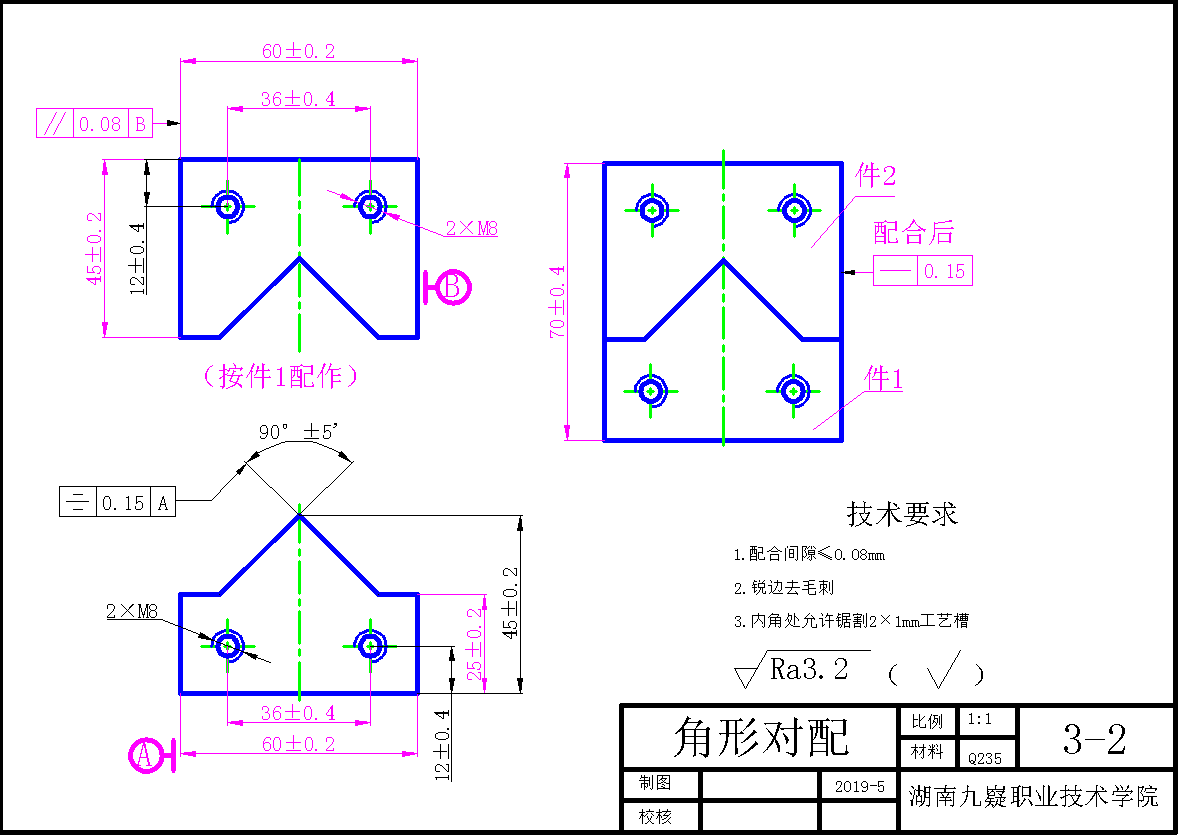 60±0.2
36±0.4
// 0.08 B
45±0.2
12±0.4
2×M8
B
（按件1配作）
件2
配合后
— 0.15
70±0.4
件1
90° ±5'
0.15 A
2×M8
45±0.2
25±0.2
36±0.4
60±0.2
12±0.4
A
技术要求
1.配合间隙≤0.08mm
2.锐边去毛刺
3.内角处允许锯割2×1mm工艺槽
Ra3.2 （√）
角形对配
比例 1:1
材料 Q235
3-2
制图 2019-5
校核
湖南九嶷职业技术学院